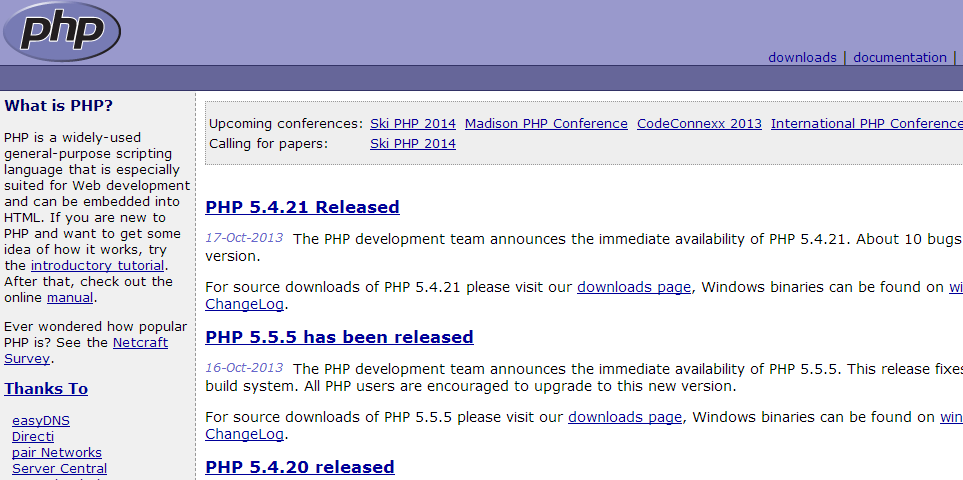 php
downloads | documentation |
What is PHP?
PHP is a widely-used
general-purpose scripting
language that is especially
suited for Web development
and can be embedded into
HTML. If you are new to
PHP and want to get some
idea of how it works, try
the introductory tutorial.
After that, check out the
online manual.
Ever wondered how popular
PHP is? See the Netcraft
Survey.
Thanks To
easyDNS
Directi
pair Networks
Server Central
Upcoming conferences: Ski PHP 2014 Madison PHP Conference CodeConnexx 2013 International PHP Conference
Calling for papers: Ski PHP 2014
PHP 5.4.21 Released
17-Oct-2013 The PHP development team announces the immediate availability of PHP 5.4.21. About 10 bugs
version.
For source downloads of PHP 5.4.21 please visit our downloads page, Windows binaries can be found on wi
ChangeLog.
PHP 5.5.5 has been released
16-Oct-2013 The PHP development team announces the immediate availability of PHP 5.5.5. This release fixes
build system. All PHP users are encouraged to upgrade to this new version.
For source downloads of PHP 5.5.5 please visit our downloads page, Windows binaries can be found on win
ChangeLog.
PHP 5.4.20 released